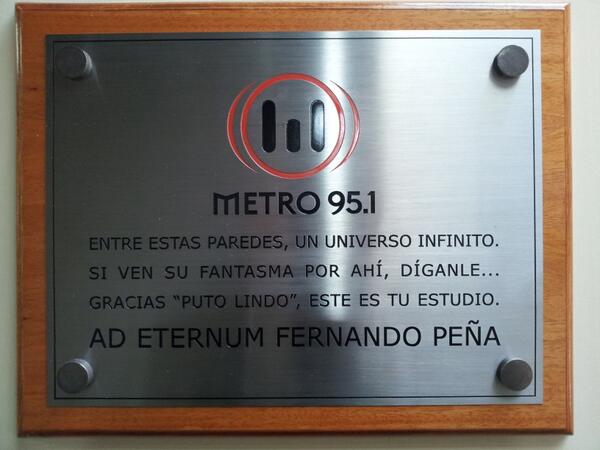 METRO 95.1
ENTRE ESTAS PAREDES, UN UNIVERSO INFINITO.
SI VEN SU FANTASMA POR AHÍ, DÍGANLE...
GRACIAS “PUTO LINDO”, ESTE ES TU ESTUDIO.
AD ETERNUM FERNANDO PEÑA